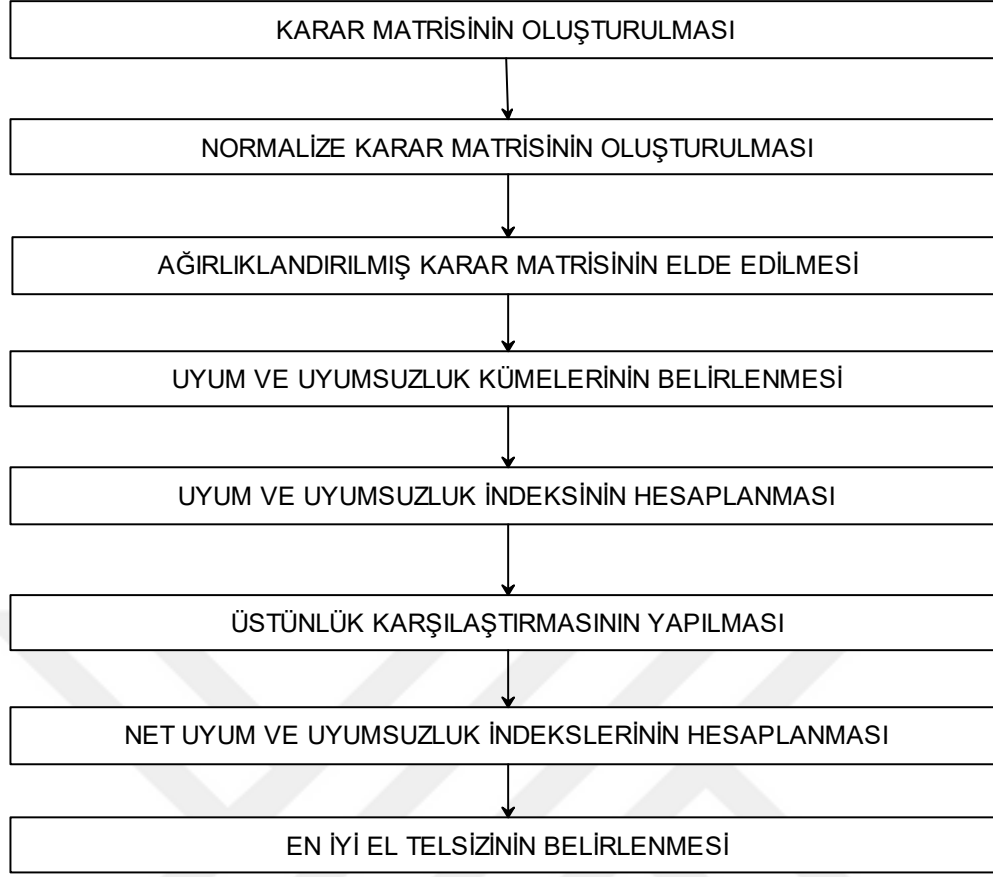 KARAR MATRİSİNİN OLUŞTURULMASI
NORMALİZE KARAR MATRİSİNİN OLUŞTURULMASI
AĞIRLIKLANDIRILMIŞ KARAR MATRİSİNİN ELDE EDİLMESİ
UYUM VE UYUMSUZLUK KÜMELERİNİN BELİRLENMESİ
UYUM VE UYUMSUZLUK İNDEKSİNİN HESAPLANMASI
ÜSTÜNLÜK KARŞILAŞTIRMASININ YAPILMASI
NET UYUM VE UYUMSUZLUK İNDEKSLERİNİN HESAPLANMASI
EN İYİ EL TELSİZİNİN BELİRLENMESİ